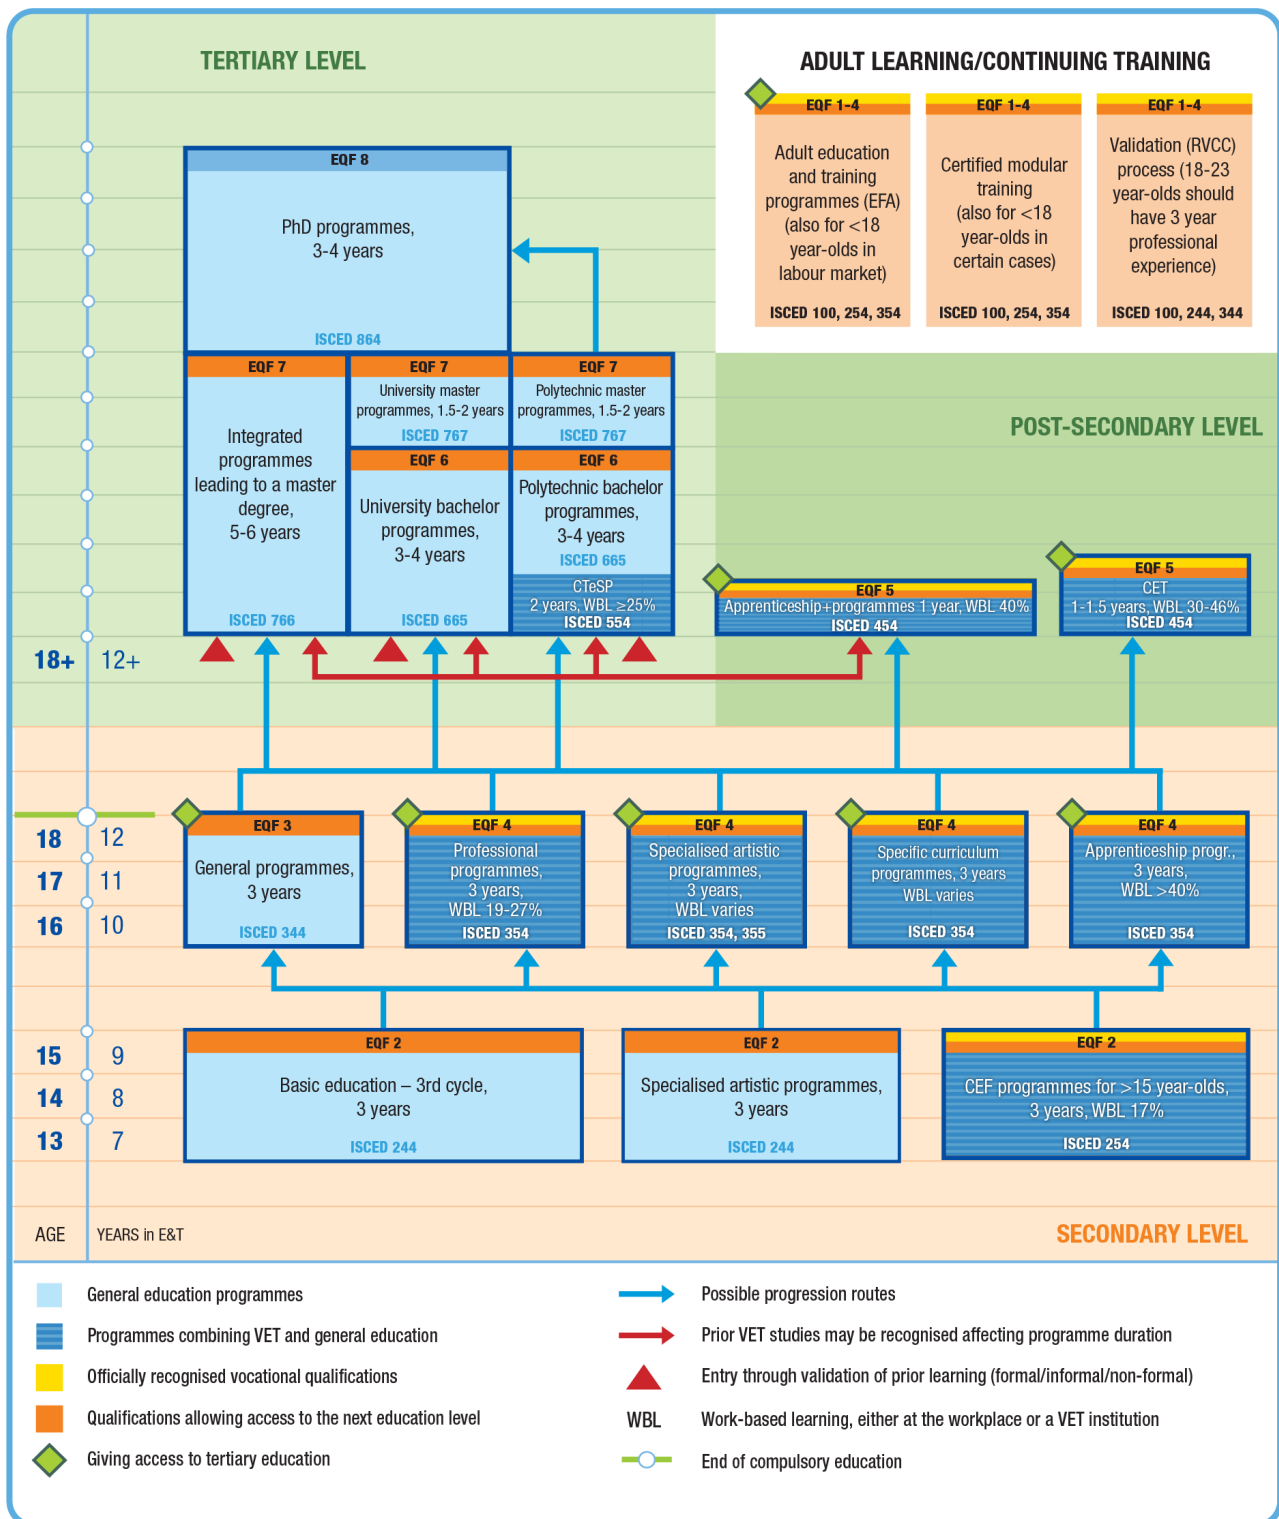 TERTIARY LEVEL
ADULT LEARNING/CONTINUING TRAINING
EQF 1-4
Adult education
and training
programmes (EFA)
(also for <18
year-olds in
labour market)
ISCED 100, 254, 354
EQF 1-4
Certified modular
training
(also for <18
year-olds in
certain cases)
ISCED 100, 254, 354
EQF 1-4
Validation (RVCC)
process (18-23
year-olds should
have 3 year
professional
experience)
ISCED 100, 244, 344
EQF 8
PhD programmes,
3-4 years
ISCED 864
EQF 7
Integrated
programmes
leading to a master
degree,
5-6 years
ISCED 766
EQF 7
University master
programmes, 1.5-2 years
ISCED 767
EQF 7
Polytechnic master
programmes, 1.5-2 years
ISCED 767
EQF 6
University bachelor
programmes,
3-4 years
ISCED 665
EQF 6
Polytechnic bachelor
programmes,
3-4 years
ISCED 665
CTeSP
2 years, WBL ≥25%
ISCED 554
POST-SECONDARY LEVEL
EQF 5
Apprenticeship+programmes 1 year, WBL 40%
ISCED 454
EQF 5
CET
1-1.5 years, WBL 30-46%
ISCED 454
18+ 12+
18 12
17 11
16 10
EQF 3
General programmes,
3 years
ISCED 344
EQF 4
Professional
programmes,
3 years,
WBL 19-27%
ISCED 354
EQF 4
Specialised artistic
programmes,
3 years,
WBL varies
ISCED 354, 355
EQF 4
Specific curriculum
programmes, 3 years
WBL varies
ISCED 354
EQF 4
Apprenticeship progr.,
3 years,
WBL >40%
ISCED 354
15 9
14 8
13 7
EQF 2
Basic education – 3rd cycle,
3 years
ISCED 244
EQF 2
Specialised artistic programmes,
3 years
ISCED 244
EQF 2
CEF programmes for >15 year-olds,
3 years, WBL 17%
ISCED 254
AGE YEARS in E&T
SECONDARY LEVEL
General education programmes
Programmes combining VET and general education
Officially recognised vocational qualifications
Qualifications allowing access to the next education level
Giving access to tertiary education
Possible progression routes
Prior VET studies may be recognised affecting programme duration
Entry through validation of prior learning (formal/informal/non-formal)
WBL Work-based learning, either at the workplace or a VET institution
End of compulsory education